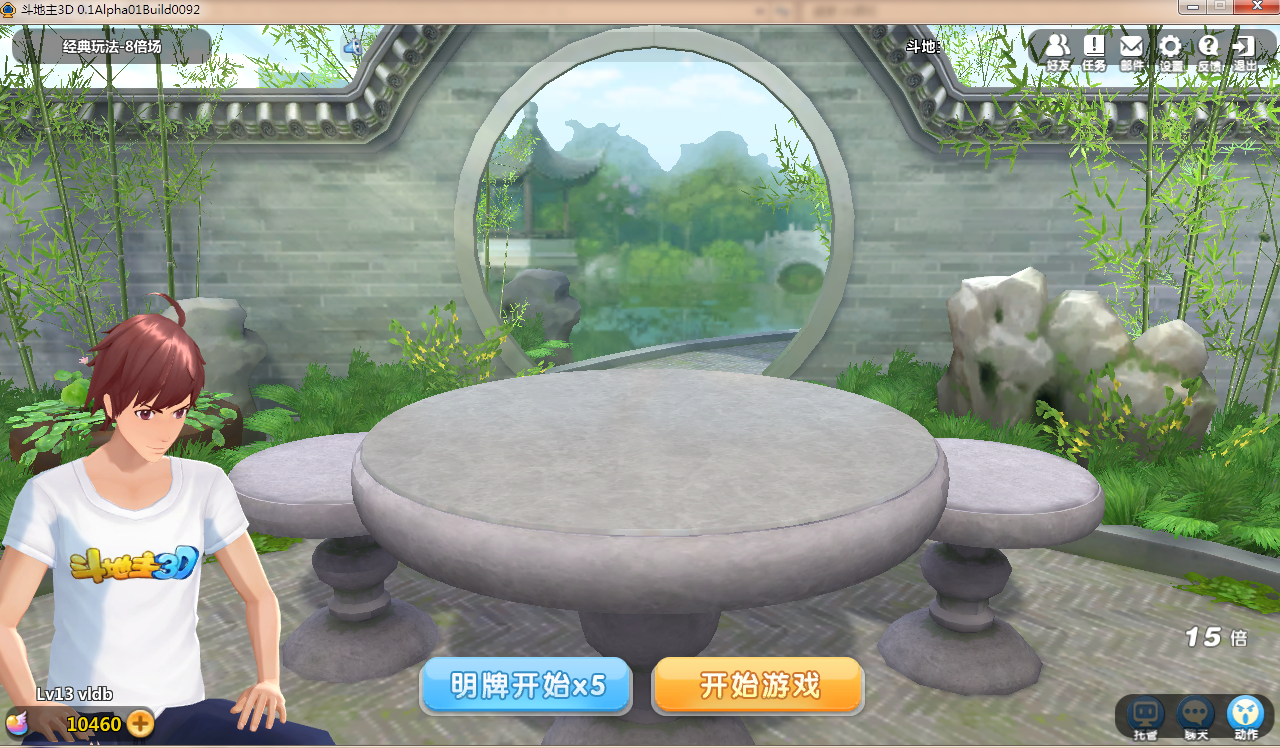 斗地主3D 0.1Alpha01Build0092
经典玩法-8倍场
斗地
好友
任务
邮件
设置
反馈
退出
斗地主3D
15 倍
明牌开始x5
开始游戏
Lv13 vldb
10460
托管
聊天
动作